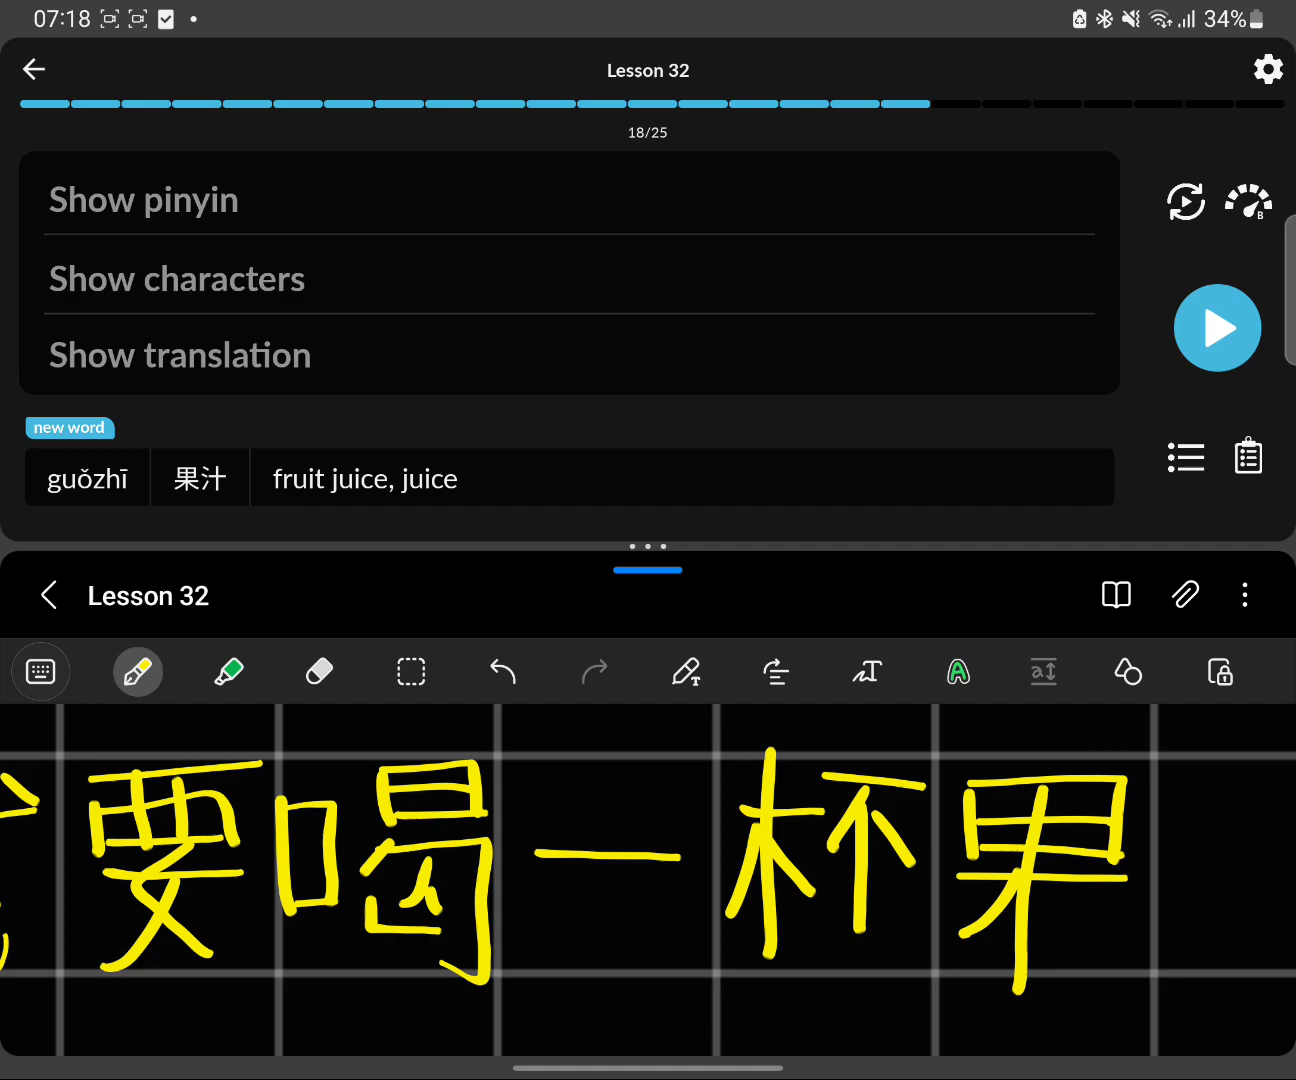 07:18
34%
Lesson 32
18/25
Show pinyin
Show characters
Show translation
B
new word
guǒzhī 果汁 fruit juice, juice
Lesson 32
要喝一杯果